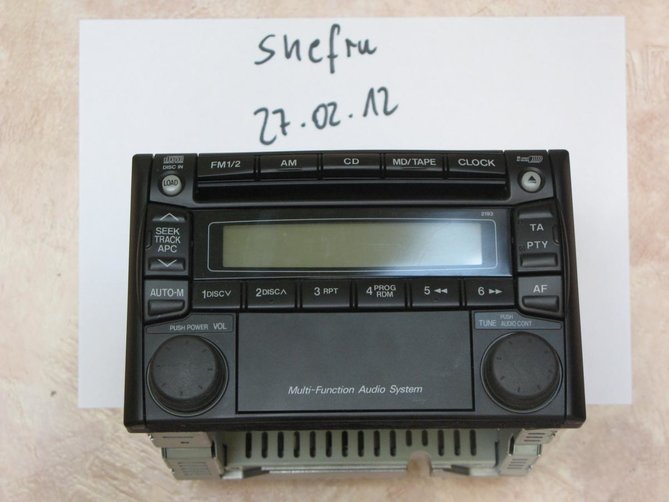 snefru
27.02.12
DISC IN
FM1/2 AM CD MD/TAPE CLOCK
LOAD
2193
SEEK
TRACK
APC
TA
PTY
AUTO-M 1DISC∨ 2DISC∧ 3 RPT 4 PROG RDM 5 ◄◄ 6 ►► AF
PUSH POWER VOL
TUNE PUSH AUDIO CONT
Multi-Function Audio System